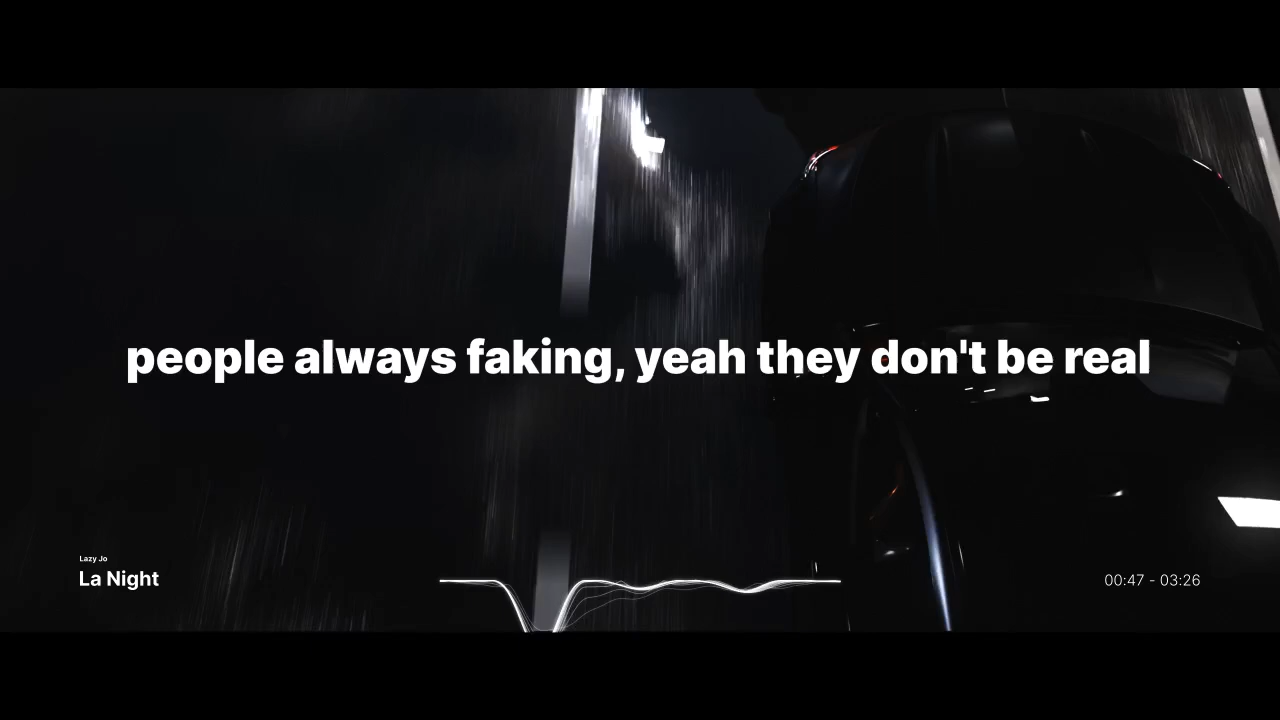 people always faking, yeah they don't be real
Lazy Jo
La Night
00:47 - 03:26